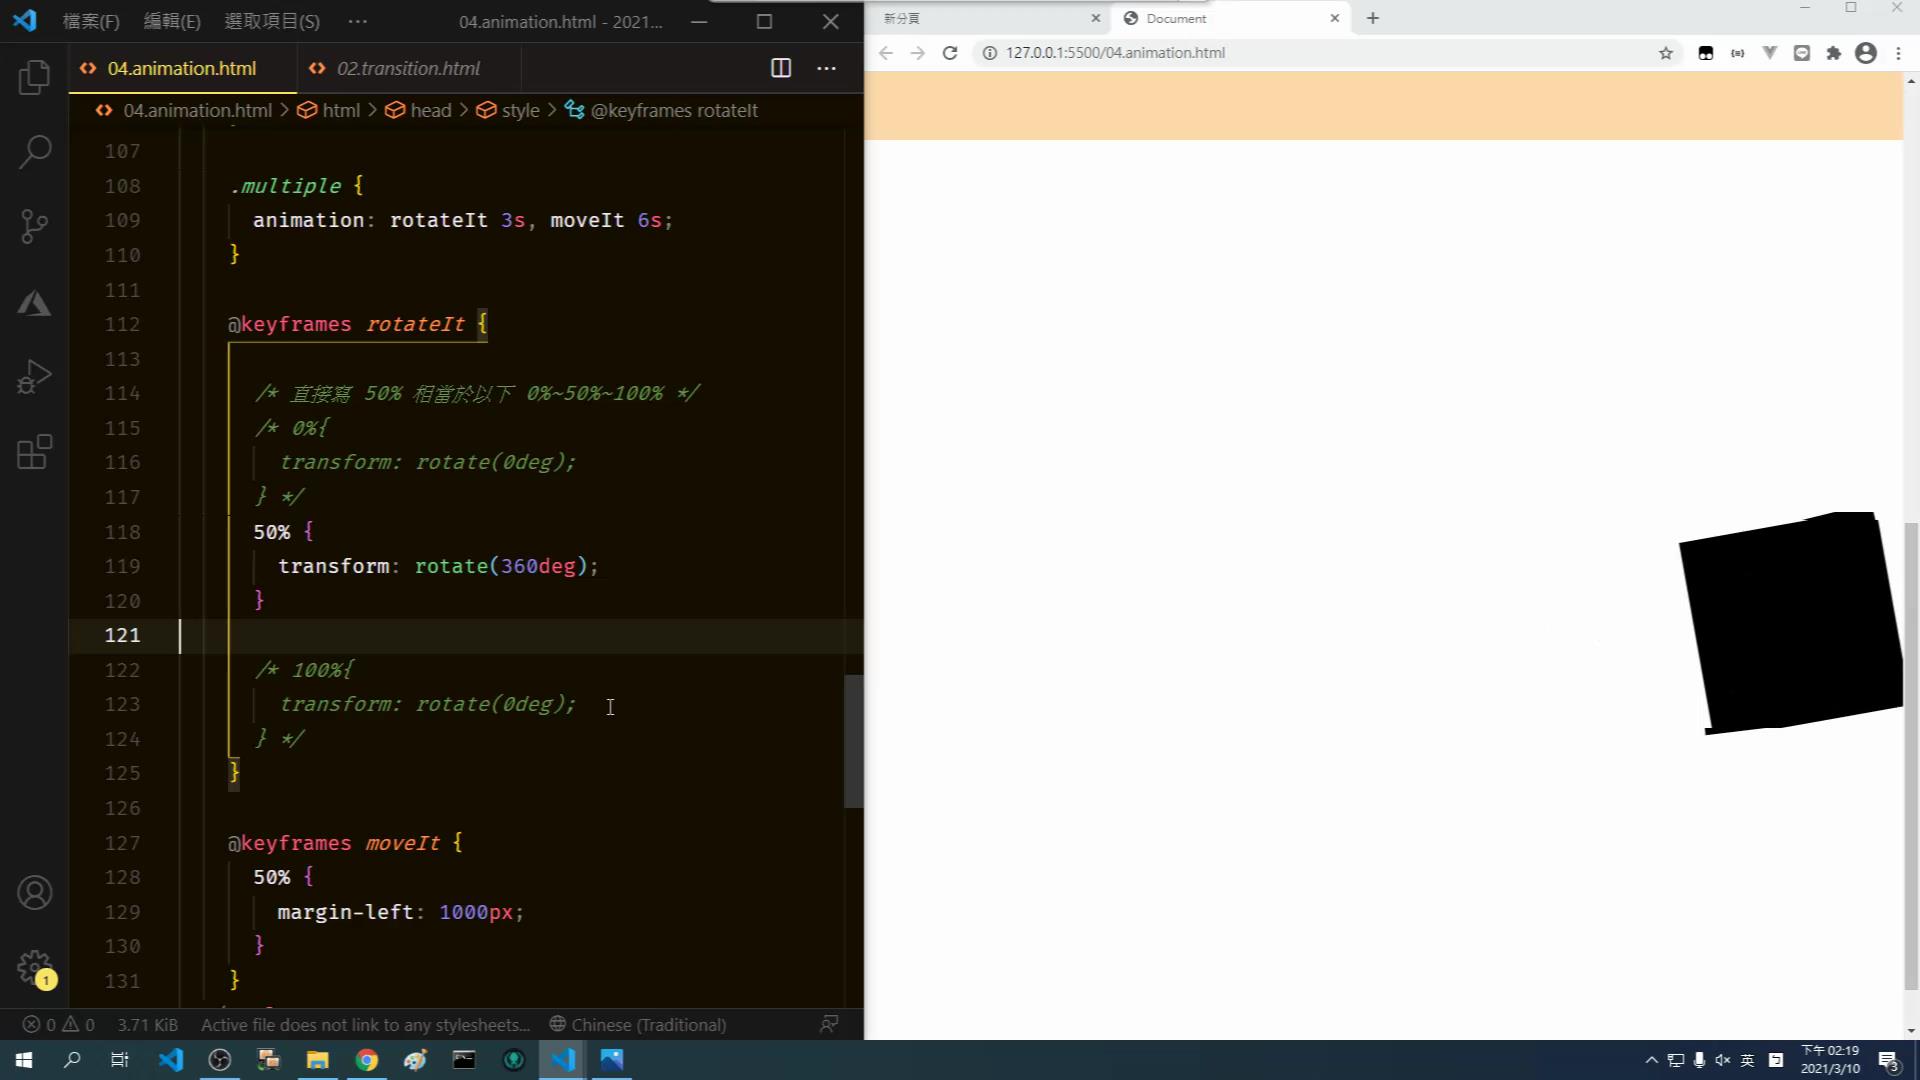 檔案(F) 編輯(E) 選取項目(S) ··· 04.animation.html - 2021...
04.animation.html 02.transition.html
04.animation.html > html > head > style > @keyframes rotateIt
107
108 .multiple {
109 animation: rotateIt 3s, moveIt 6s;
110 }
111
112 @keyframes rotateIt {
113
114 /* 直接寫 50% 相當於以下 0%~50%~100% */
115 /* 0%{
116 transform: rotate(0deg);
117 } */
118 50% {
119 transform: rotate(360deg);
120 }
121
122 /* 100%{
123 transform: rotate(0deg);
124 } */
125 }
126
127 @keyframes moveIt {
128 50% {
129 margin-left: 1000px;
130 }
131 }
1
0 0 3.71 KiB Active file does not link to any stylesheets... Chinese (Traditional)
新分頁 Document
127.0.0.1:5500/04.animation.html
英
下午 02:19
2021/3/10
3